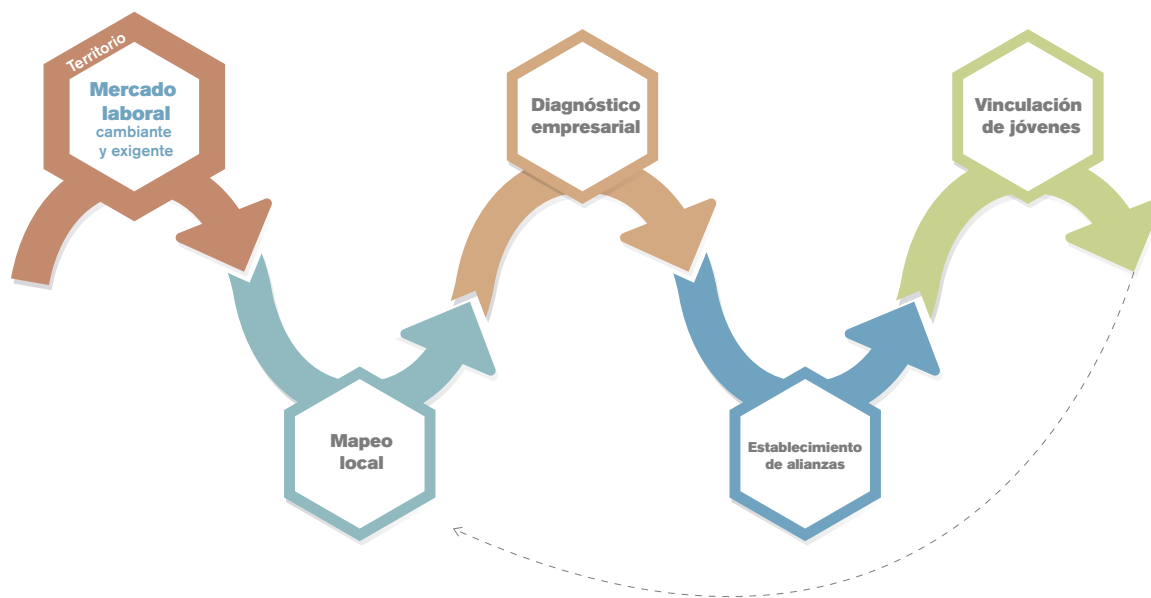 Territorio
Mercado
laboral
cambiante
y exigente
Mapeo
local
Diagnóstico
empresarial
Establecimiento
de alianzas
Vinculación
de jóvenes